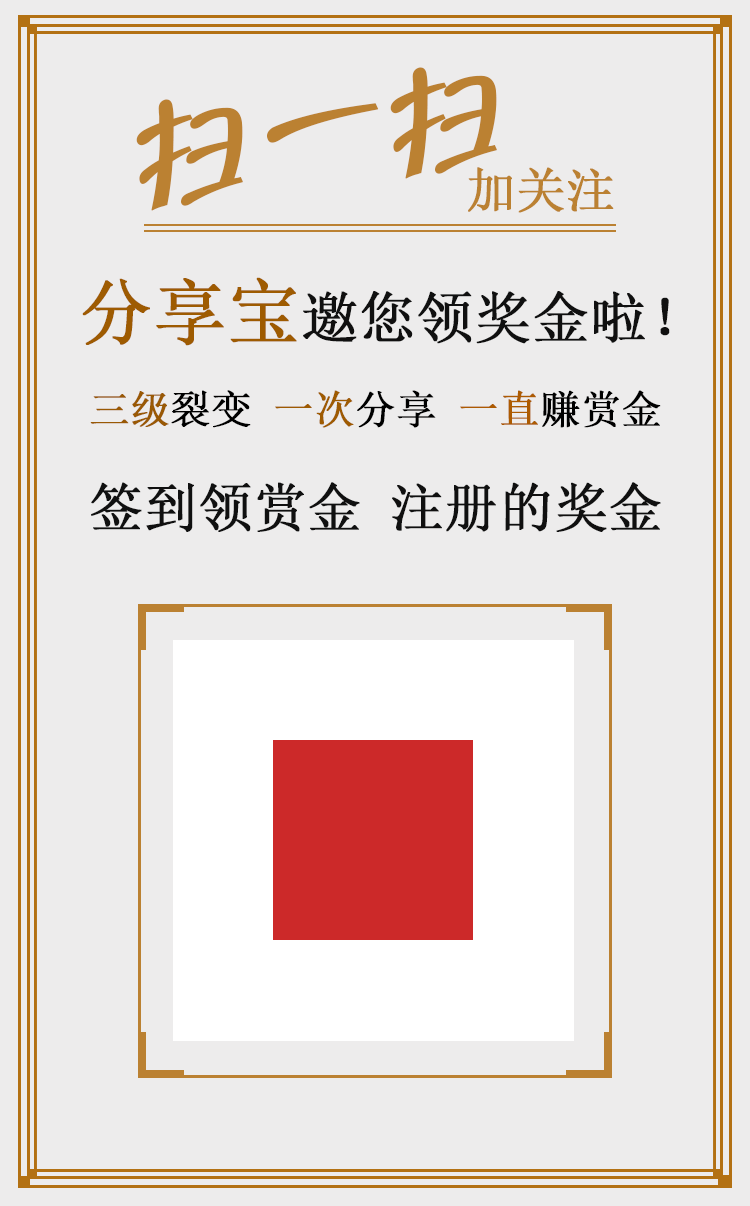 扫一扫
加关注
分享宝邀您领奖金啦！
三级裂变 一次分享 一直赚赏金
签到领赏金 注册的奖金